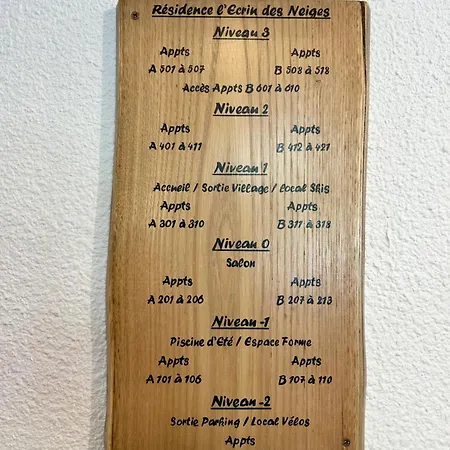 Résidence l'Ecrin des Neiges
Niveau 3
Appts Appts
A 501 à 507 B 508 à 518
Accès Appts B 601 à 610
Niveau 2
Appts Appts
A 401 à 411 B 412 à 421
Niveau 1
Accueil / Sortie Village / Local Skis
Appts Appts
A 301 à 310 B 311 à 318
Niveau 0
Salon
Appts Appts
A 201 à 206 B 207 à 213
Niveau -1
Piscine d'Eté / Espace Forme
Appts Appts
A 101 à 106 B 107 à 110
Niveau -2
Sortie Parking / Local Vélos
Appts